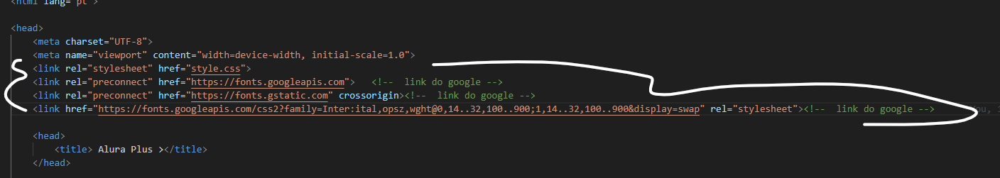 <html lang="pt">
<head>
<meta charset="UTF-8">
<meta name="viewport" content="width=device-width, initial-scale=1.0">
<link rel="stylesheet" href="style.css">
<link rel="preconnect" href="https://fonts.googleapis.com"> <!-- link do google -->
<link rel="preconnect" href="https://fonts.gstatic.com" crossorigin><!-- link do google -->
<link href="https://fonts.googleapis.com/css2?family=Inter:ital,opsz,wght@0,14..32,100..900;1,14..32,100..900&display=swap" rel="stylesheet"><!-- link do google --> You, 1
<head>
<title> Alura Plus ></title>
</head>